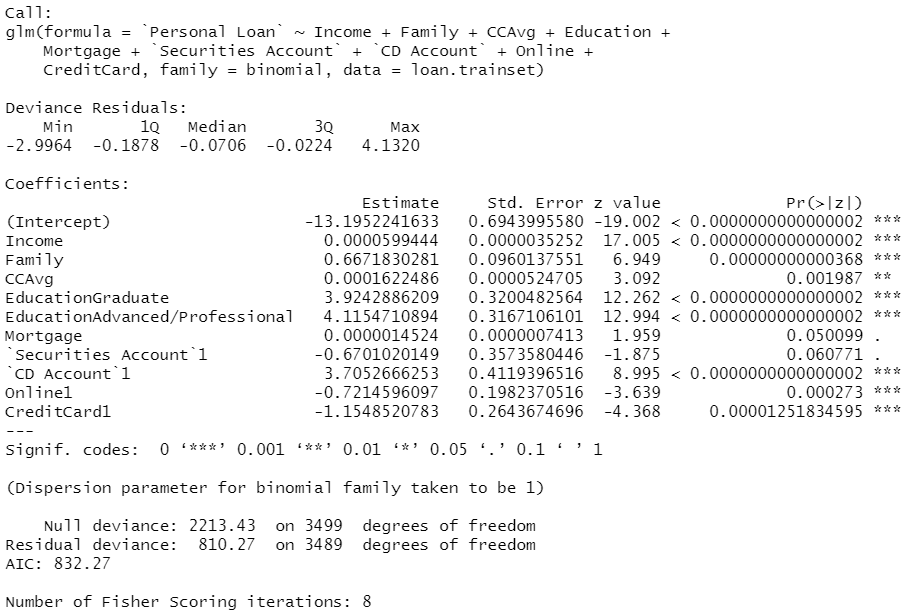 Call:
glm(formula = `Personal Loan` ~ Income + Family + CCAvg + Education +
    Mortgage + `Securities Account` + `CD Account` + Online +
    CreditCard, family = binomial, data = loan.trainset)

Deviance Residuals:
    Min       1Q   Median       3Q      Max
-2.9964  -0.1878  -0.0706  -0.0224   4.1320

Coefficients:
                                 Estimate    Std. Error z value             Pr(>|z|)
(Intercept)                -13.1952241633  0.6943995580 -19.002 < 0.0000000000000002 ***
Income                       0.0000599444  0.0000035252  17.005 < 0.0000000000000002 ***
Family                       0.6671830281  0.0960137551   6.949     0.00000000000368 ***
CCAvg                        0.0001622486  0.0000524705   3.092             0.001987 **
EducationGraduate            3.9242886209  0.3200482564  12.262 < 0.0000000000000002 ***
EducationAdvanced/Professional  4.1154710894  0.3167106101  12.994 < 0.0000000000000002 ***
Mortgage                     0.0000014524  0.0000007413   1.959             0.050099 .
`Securities Account`1       -0.6701020149  0.3573580446  -1.875             0.060771 .
`CD Account`1                3.7052666253  0.4119396516   8.995 < 0.0000000000000002 ***
Online1                     -0.7214596097  0.1982370516  -3.639             0.000273 ***
CreditCard1                 -1.1548520783  0.2643674696  -4.368     0.00001251834595 ***
---
Signif. codes:  0 ‘***’ 0.001 ‘**’ 0.01 ‘*’ 0.05 ‘.’ 0.1 ‘ ’ 1

(Dispersion parameter for binomial family taken to be 1)

    Null deviance: 2213.43  on 3499  degrees of freedom
Residual deviance:  810.27  on 3489  degrees of freedom
AIC: 832.27

Number of Fisher Scoring iterations: 8